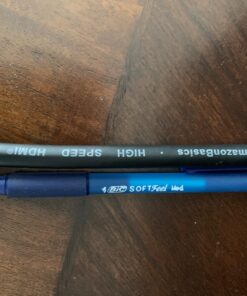 AmazonBasics · HIGH SPEED HDMI®
BIC SOFTFeel Med